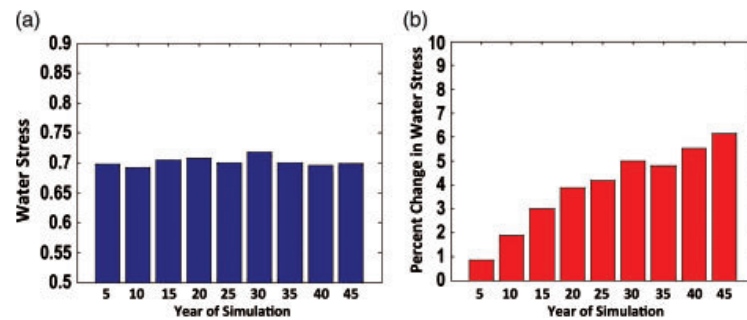 (a)
Water Stress
0.9
0.85
0.8
0.75
0.7
0.65
0.6
0.55
0.5
5 10 15 20 25 30 35 40 45
Year of Simulation
(b)
Percent Change in Water Stress
10
9
8
7
6
5
4
3
2
1
0
5 10 15 20 25 30 35 40 45
Year of Simulation